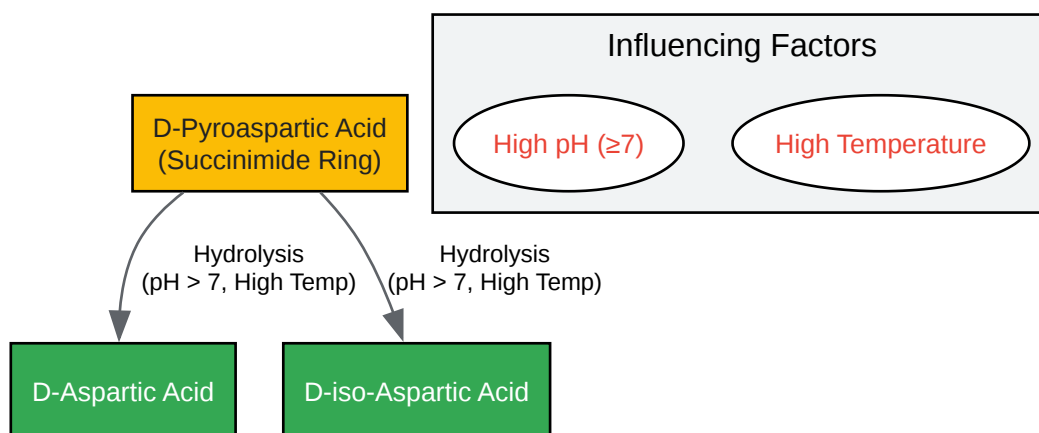 Influencing Factors
D-Pyroaspartic Acid
(Succinimide Ring)
High pH (≥7)
High Temperature
Hydrolysis
(pH > 7, High Temp)
Hydrolysis
(pH > 7, High Temp)
D-Aspartic Acid
D-iso-Aspartic Acid